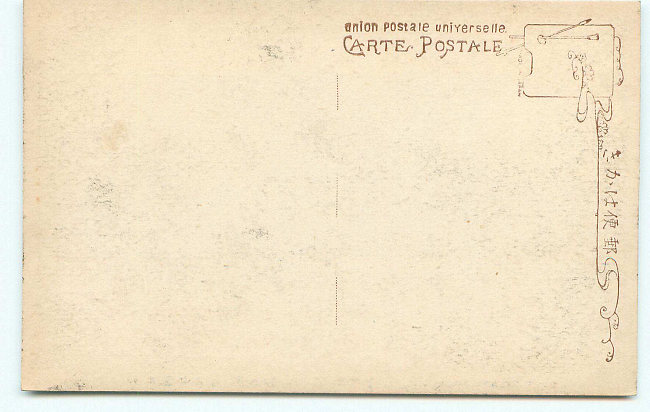 union postale universelle
CARTE POSTALE
きかは便郵